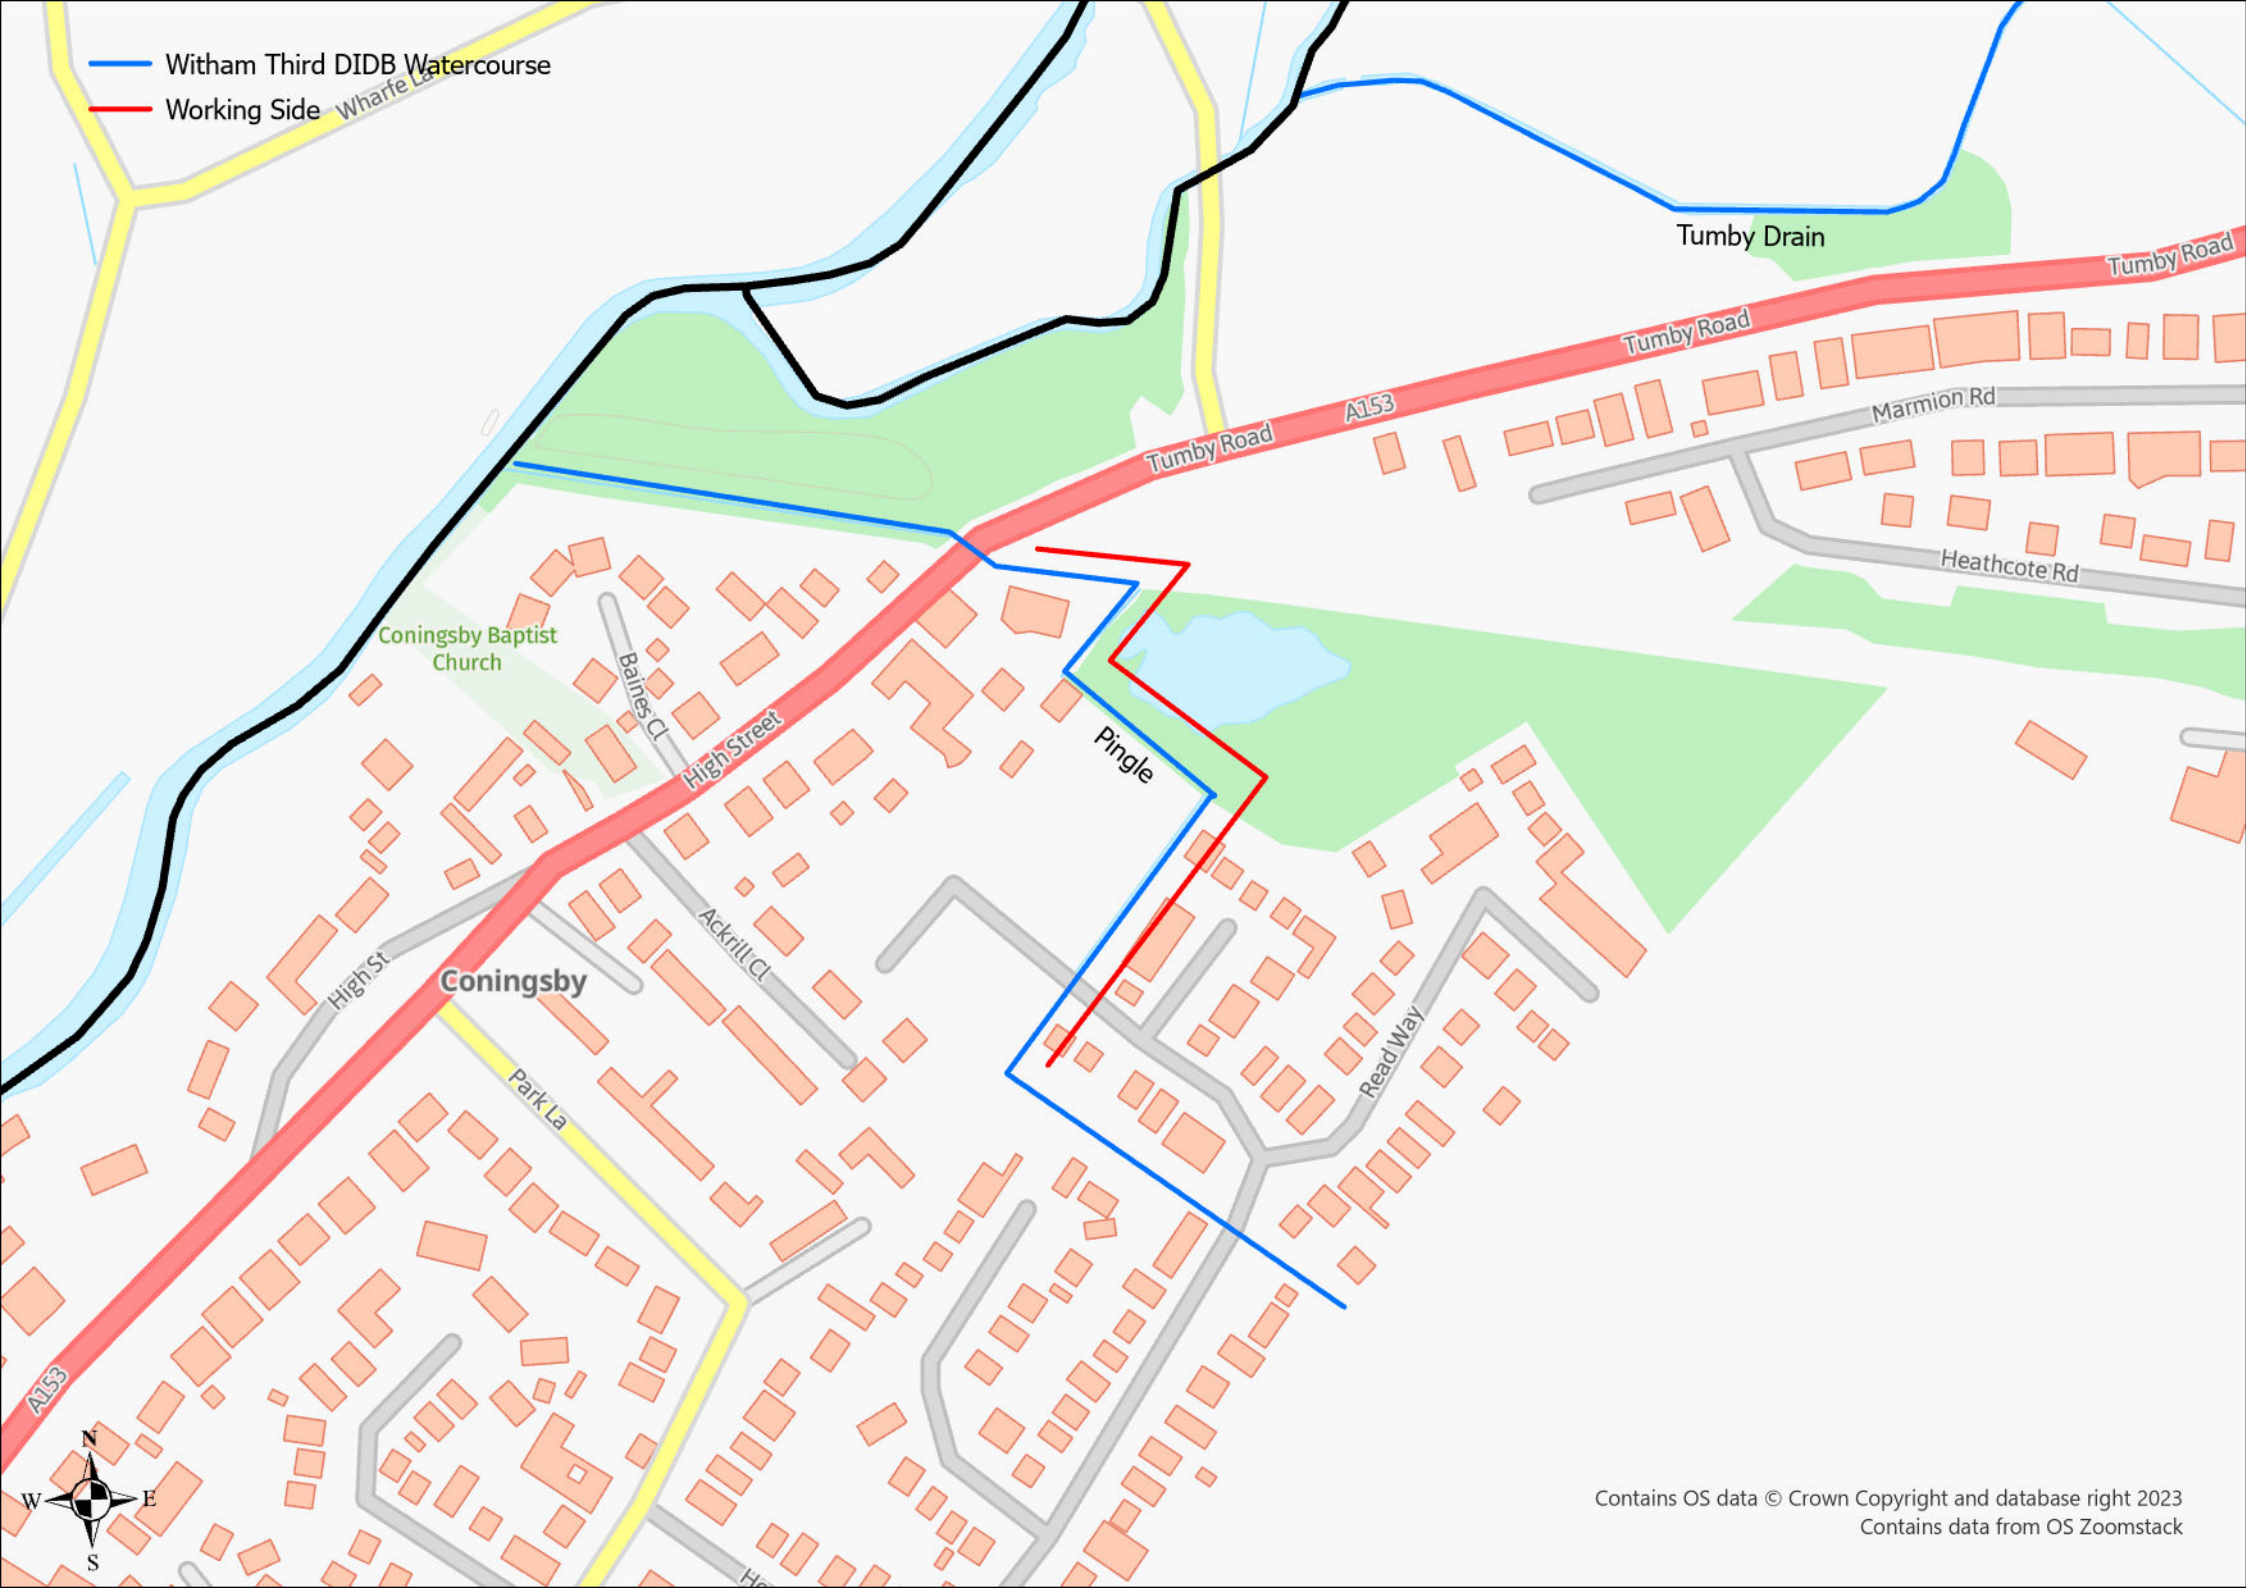 Witham Third DIDB Watercourse
Working Side
Wharfe La
Tumby Drain
Tumby Road
Tumby Road
A153
Tumby Road
Marmion Rd
Heathcote Rd
Coningsby Baptist
Church
Baines Cl
High Street
Pingle
Ackrill Cl
High St
Coningsby
Read Way
Park La
A153
N
W
E
S
Contains OS data © Crown Copyright and database right 2023
Contains data from OS Zoomstack